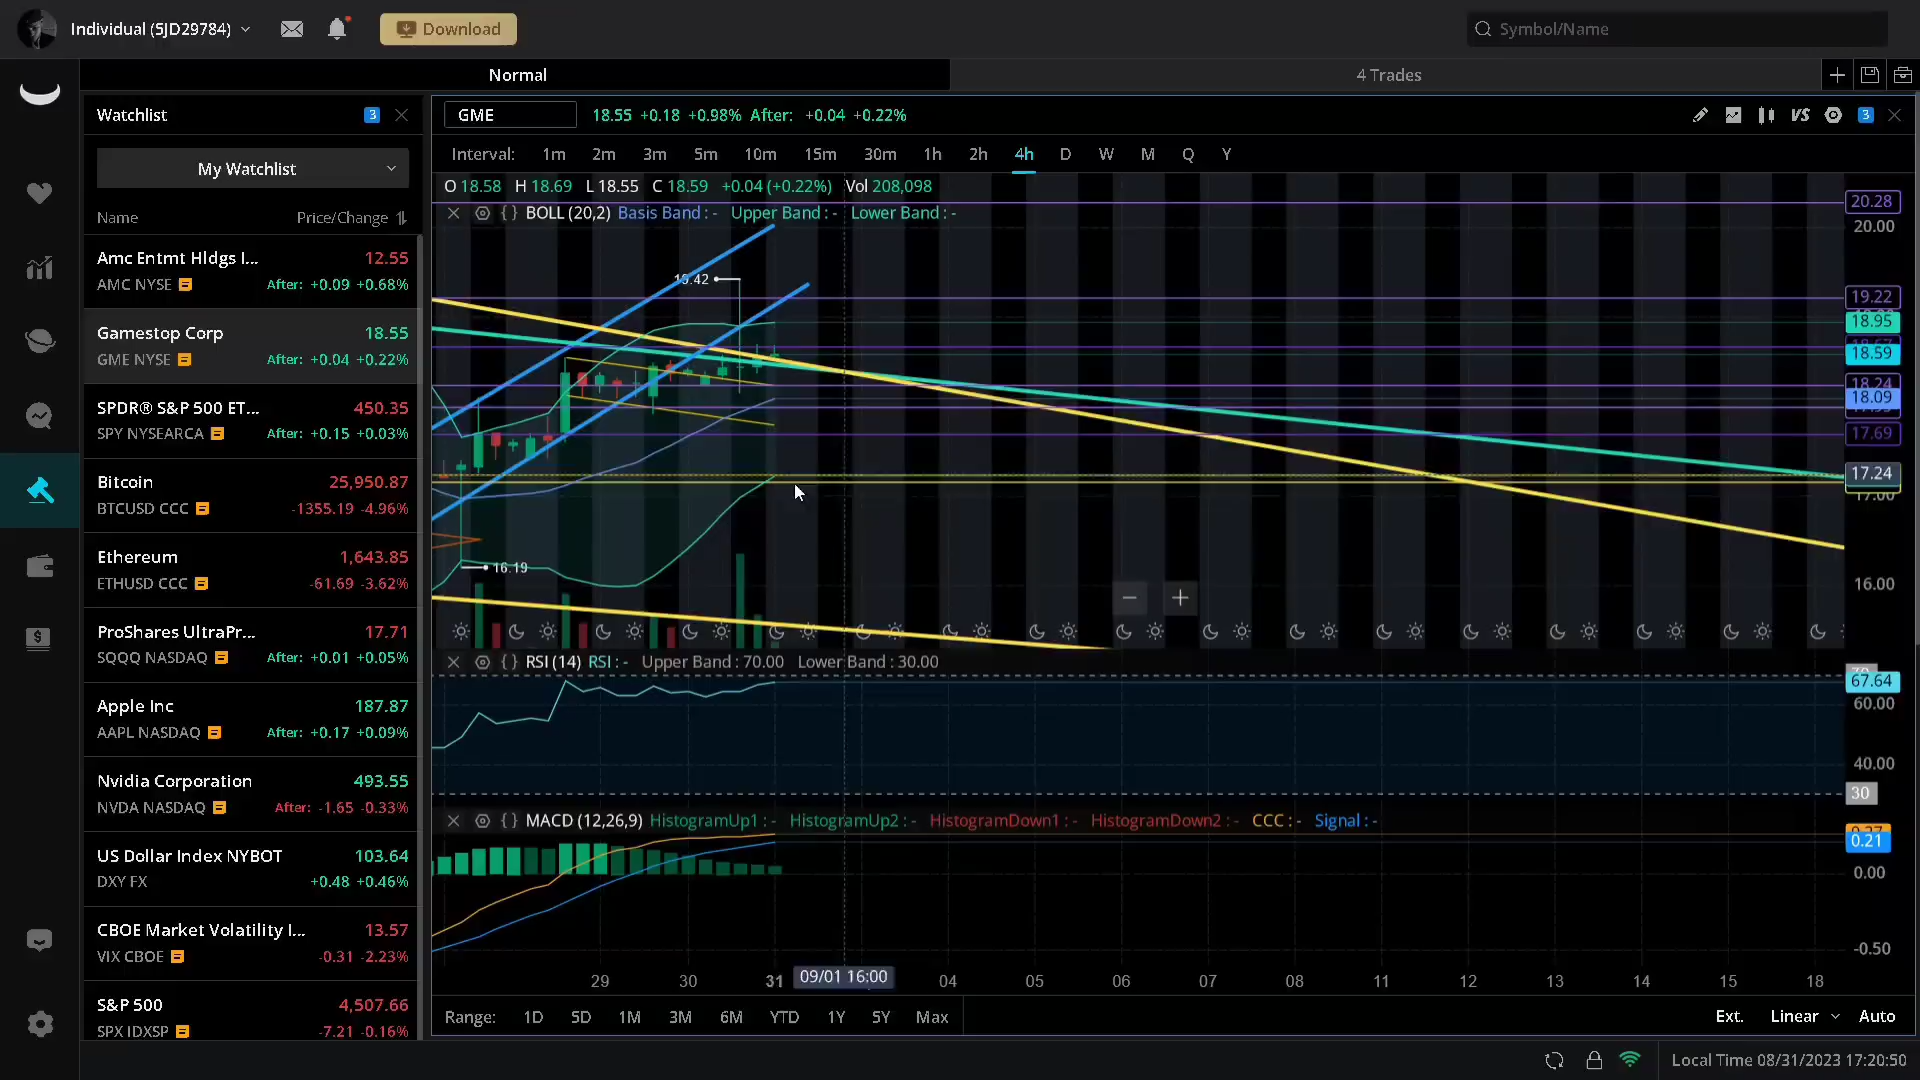 Individual (5JD29784)
Download
Symbol/Name
Normal
4 Trades
Watchlist
3
My Watchlist
Name Price/Change
Amc Entmt Hldgs I... 12.55
AMC NYSE After: +0.09 +0.68%
Gamestop Corp 18.55
GME NYSE After: +0.04 +0.22%
SPDR® S&P 500 ET... 450.35
SPY NYSEARCA After: +0.15 +0.03%
Bitcoin 25,950.87
BTCUSD CCC -1355.19 -4.96%
Ethereum 1,643.85
ETHUSD CCC -61.69 -3.62%
ProShares UltraPr... 17.71
SQQQ NASDAQ After: +0.01 +0.05%
Apple Inc 187.87
AAPL NASDAQ After: +0.17 +0.09%
Nvidia Corporation 493.55
NVDA NASDAQ After: -1.65 -0.33%
US Dollar Index NYBOT 103.64
DXY FX +0.48 +0.46%
CBOE Market Volatility I... 13.57
VIX CBOE -0.31 -2.23%
S&P 500 4,507.66
SPX IDXSP -7.21 -0.16%
GME 18.55 +0.18 +0.98% After: +0.04 +0.22%
VS 3
Interval: 1m 2m 3m 5m 10m 15m 30m 1h 2h 4h D W M Q Y
O 18.58 H 18.69 L 18.55 C 18.59 +0.04 (+0.22%) Vol 208,098
BOLL (20,2) Basis Band : - Upper Band : - Lower Band : -
20.28
20.00
19.42
19.22
18.95
18.59
18.24
18.09
17.69
17.24
17.00
16.19
16.00
RSI (14) RSI : - Upper Band : 70.00 Lower Band : 30.00
70
67.64
60.00
40.00
30
MACD (12,26,9) HistogramUp1 : - HistogramUp2 : - HistogramDown1 : - HistogramDown2 : - CCC : - Signal : -
0.21
0.00
-0.50
29 30 31 09/01 16:00 04 05 06 07 08 11 12 13 14 15 18
Range: 1D 5D 1M 3M 6M YTD 1Y 5Y Max
Ext. Linear Auto
Local Time 08/31/2023 17:20:50